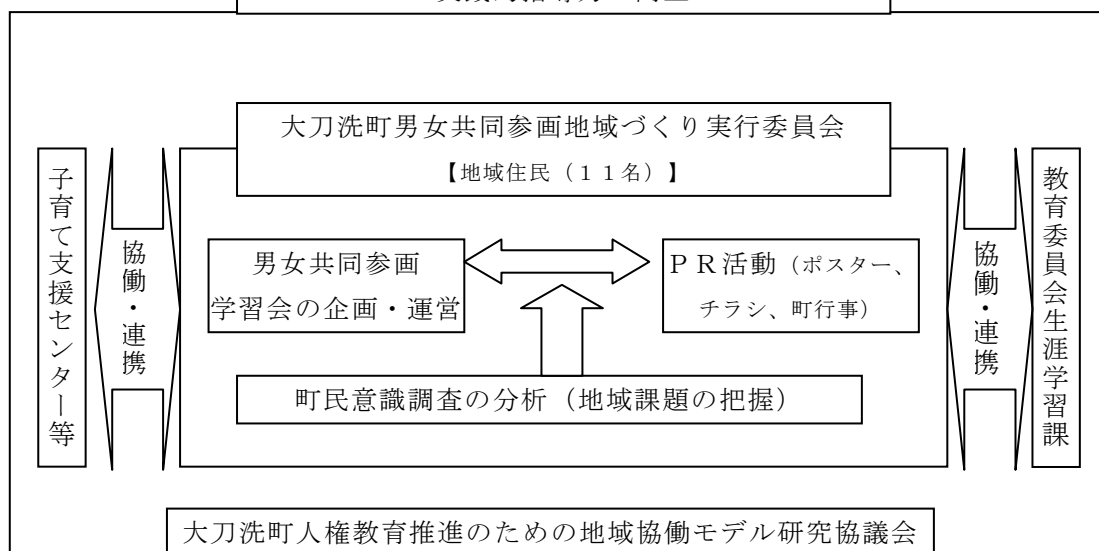 大刀洗町男女共同参画地域づくり実行委員会
【地域住民（１１名）】
子育て支援センター等
協働・連携
男女共同参画
学習会の企画・運営
ＰＲ活動（ポスター、
チラシ、町行事）
協働・連携
教育委員会生涯学習課
町民意識調査の分析（地域課題の把握）
大刀洗町人権教育推進のための地域協働モデル研究協議会